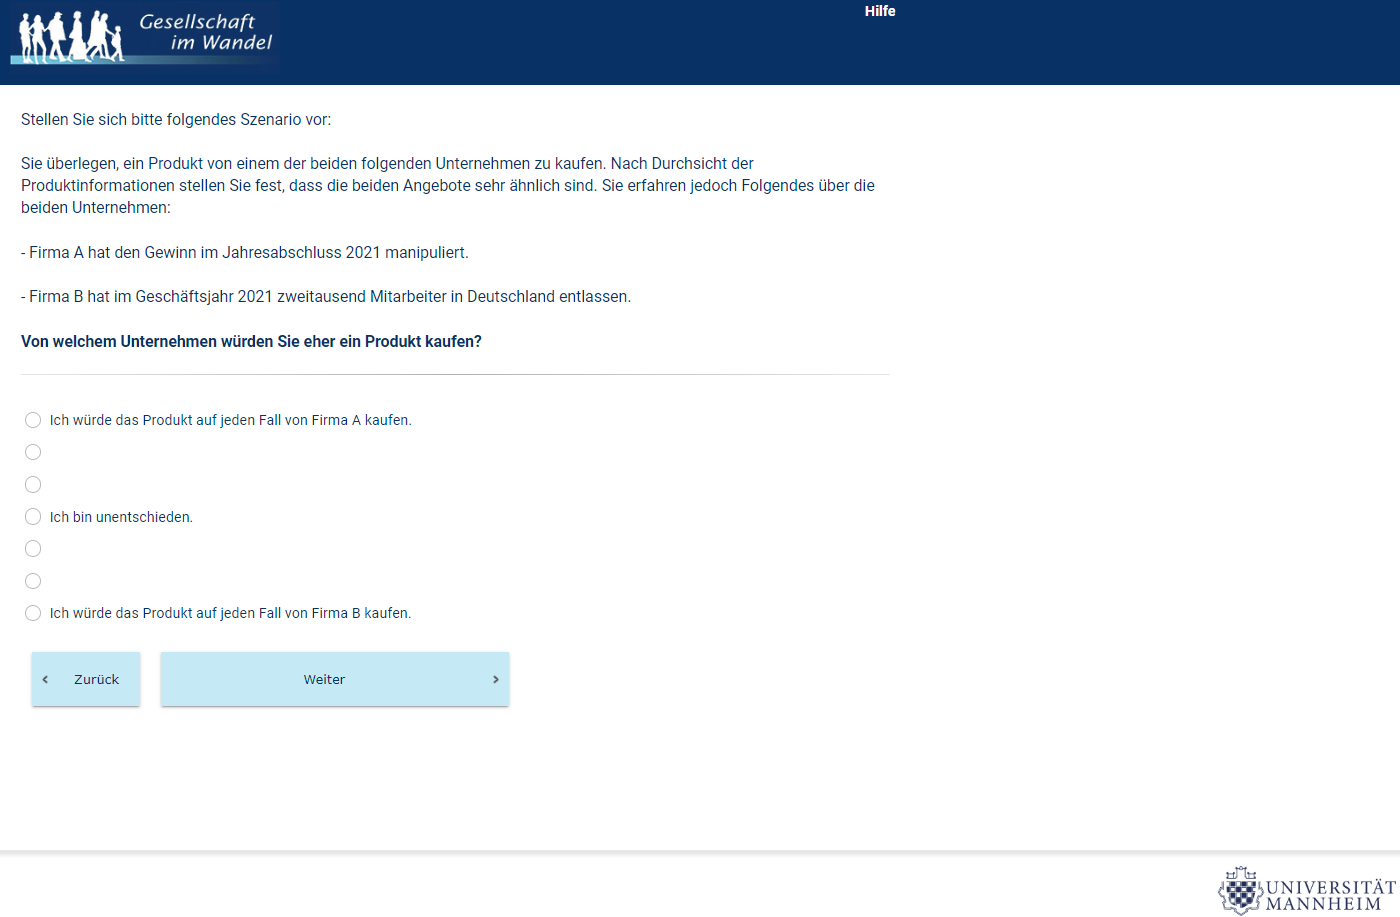 Gesellschaft
im Wandel
Hilfe
Stellen Sie sich bitte folgendes Szenario vor:
Sie überlegen, ein Produkt von einem der beiden folgenden Unternehmen zu kaufen. Nach Durchsicht der
Produktinformationen stellen Sie fest, dass die beiden Angebote sehr ähnlich sind. Sie erfahren jedoch Folgendes über die
beiden Unternehmen:
- Firma A hat den Gewinn im Jahresabschluss 2021 manipuliert.
- Firma B hat im Geschäftsjahr 2021 zweitausend Mitarbeiter in Deutschland entlassen.
Von welchem Unternehmen würden Sie eher ein Produkt kaufen?
Ich würde das Produkt auf jeden Fall von Firma A kaufen.
Ich bin unentschieden.
Ich würde das Produkt auf jeden Fall von Firma B kaufen.
Zurück
Weiter
UNIVERSITÄT
MANNHEIM